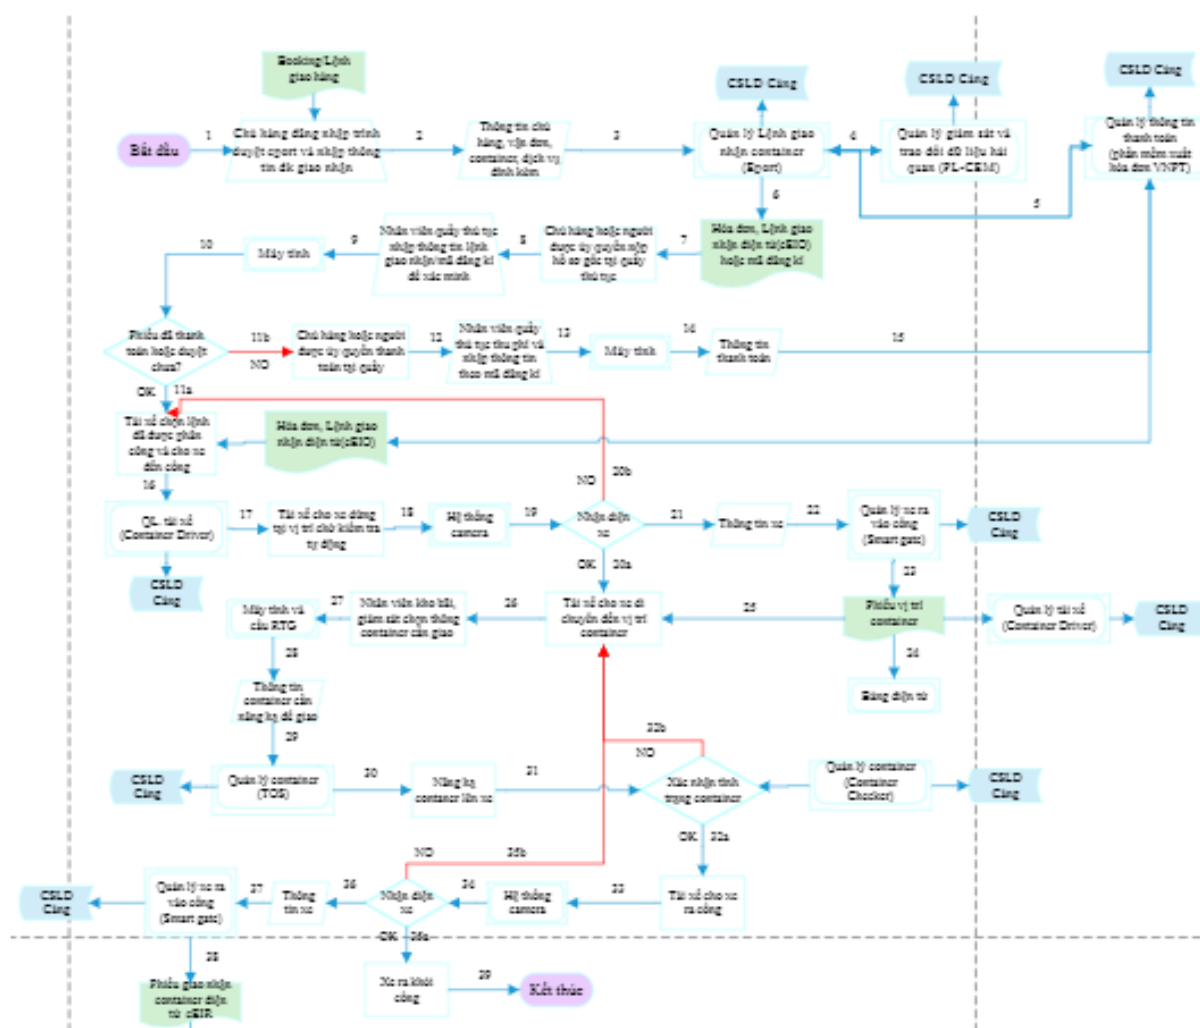 Booking/Lệnh
giao hàng
CSLD Cảng
CSLD Cảng
CSLD Cảng
Bắt đầu
1
Chủ hàng đăng nhập trình
duyệt eport và nhập thông
tin đk giao nhận
2
Thông tin chủ
hàng, vận đơn,
container, dịch vụ
đính kèm
3
Quản lý Lệnh giao
nhận container
(Eport)
4
Quản lý giám sát và
trao đổi dữ liệu hải
quan (PL-CEM)
Quản lý thông tin
thanh toán
(phần mềm xuất
hóa đơn VNPT)
5
6
Hóa đơn, Lệnh giao
nhận điện tử(eEIO)
hoặc mã đăng kí
7
Chủ hàng hoặc người
được ủy quyền nộp
hồ sơ gốc tại quầy
thủ tục
8
Nhân viên quầy thủ tục
nhập thông tin lệnh
giao nhận/mã đăng kí
để xác minh
9
Máy tính
10
Phiếu đã thanh
toán hoặc duyệt
chưa?
11b
NO
Chủ hàng hoặc người
được ủy quyền thanh
toán tại quầy
12
Nhân viên quầy
thủ tục thu phí và
nhập thông tin
theo mã đăng kí
13
Máy tính
14
Thông tin
thanh toán
15
OK
11a
Tài xế chọn lệnh
đã được phân
công và cho xe
đến cổng
Hóa đơn, Lệnh giao
nhận điện tử(eEIO)
20b
NO
16
QL tài xế
(Container Driver)
17
Tài xế cho xe dừng
tại vị trí chờ kiểm tra
tự động
18
Hệ thống
camera
19
Nhận diện
xe
21
Thông tin xe
22
Quản lý xe ra
vào cổng
(Smart gate)
CSLD
Cảng
OK
20a
23
CSLD
Cảng
Máy tính và
cẩu RTG
27
Nhân viên kho bãi,
giám sát chọn thông
container cần giao
26
Tài xế cho xe di
chuyển đến vị trí
container
25
Phiếu vị trí
container
Quản lý tài xế
(Container Driver)
CSLD
Cảng
28
24
Thông tin
container cần
nâng hạ để giao
Bảng điện tử
29
32b
NO
CSLD
Cảng
Quản lý container
(TOS)
30
Nâng hạ
container lên xe
31
Xác nhận tình
trạng container
Quản lý container
(Container
Checker)
CSLD
Cảng
OK
32a
NO
35b
CSLD
Cảng
Quản lý xe ra
vào cổng
(Smart gate)
37
Thông
tin xe
36
Nhận diện
xe
34
Hệ thống
camera
33
Tài xế cho xe
ra cổng
OK
35a
38
Phiếu giao nhận
container điện
tử eEIR
Xe ra khỏi
cổng
39
Kết thúc